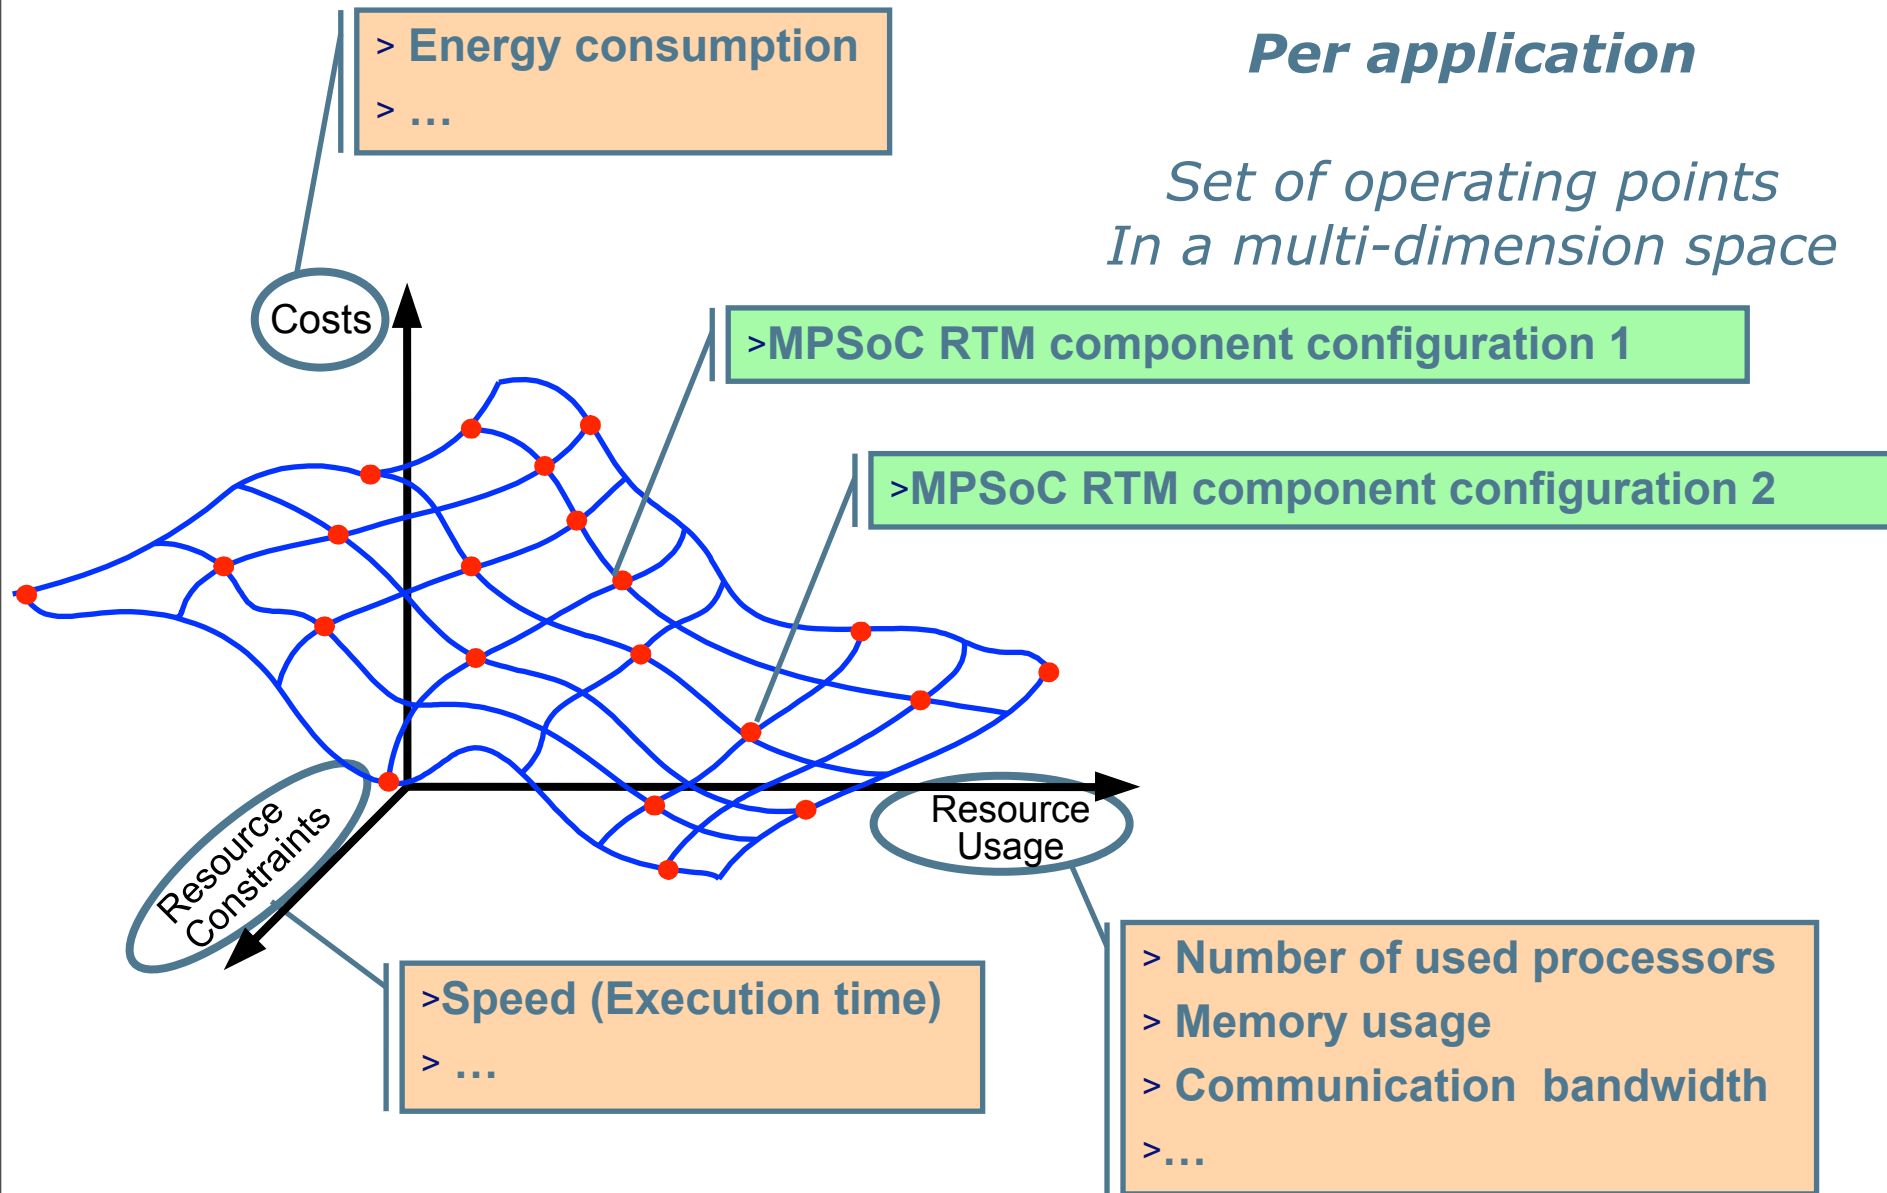 > Energy consumption
> …
Per application
Set of operating points
In a multi-dimension space
Costs
>MPSoC RTM component configuration 1
>MPSoC RTM component configuration 2
Resource
Usage
Resource
Constraints
>Speed (Execution time)
> …
> Number of used processors
> Memory usage
> Communication  bandwidth
>…